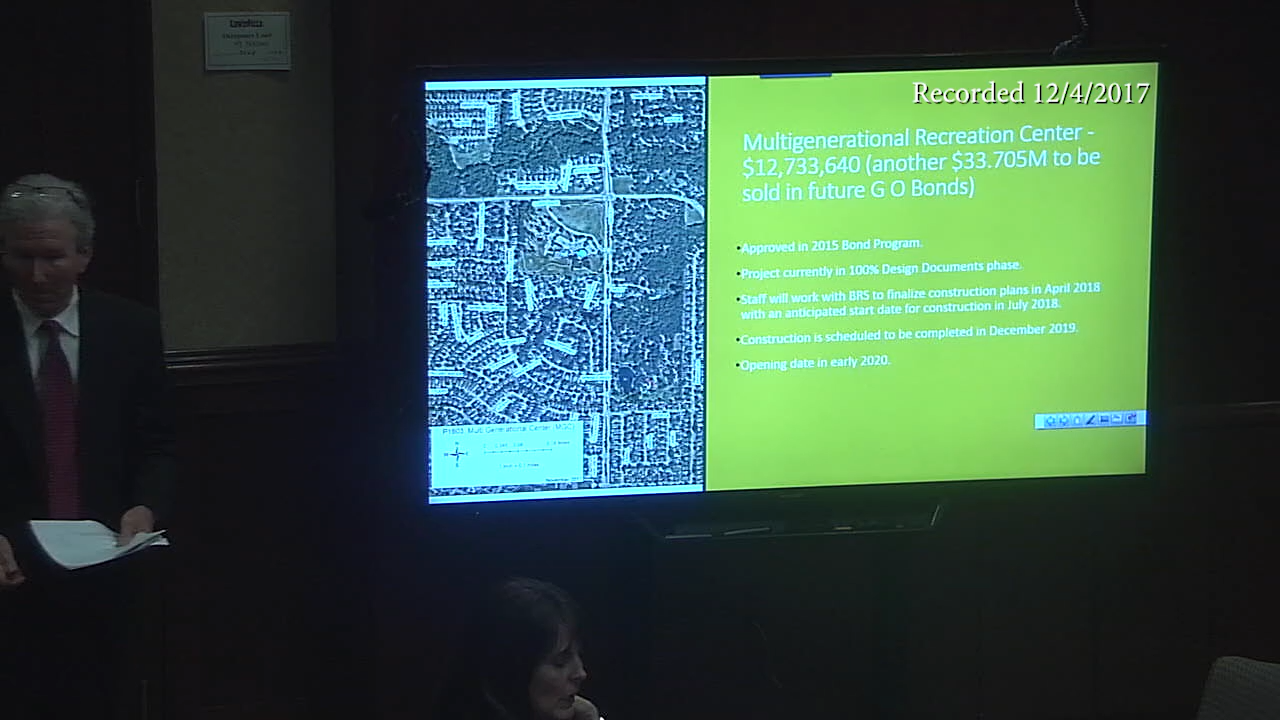 Recorded 12/4/2017
Multigenerational Recreation Center -
$12,733,640 (another $33.705M to be
sold in future G O Bonds)
•Approved in 2015 Bond Program.
•Project currently in 100% Design Documents phase.
•Staff will work with BRS to finalize construction plans in April 2018
with an anticipated start date for construction in July 2018.
•Construction is scheduled to be completed in December 2019.
•Opening date in early 2020.
Generational Center (MGC)